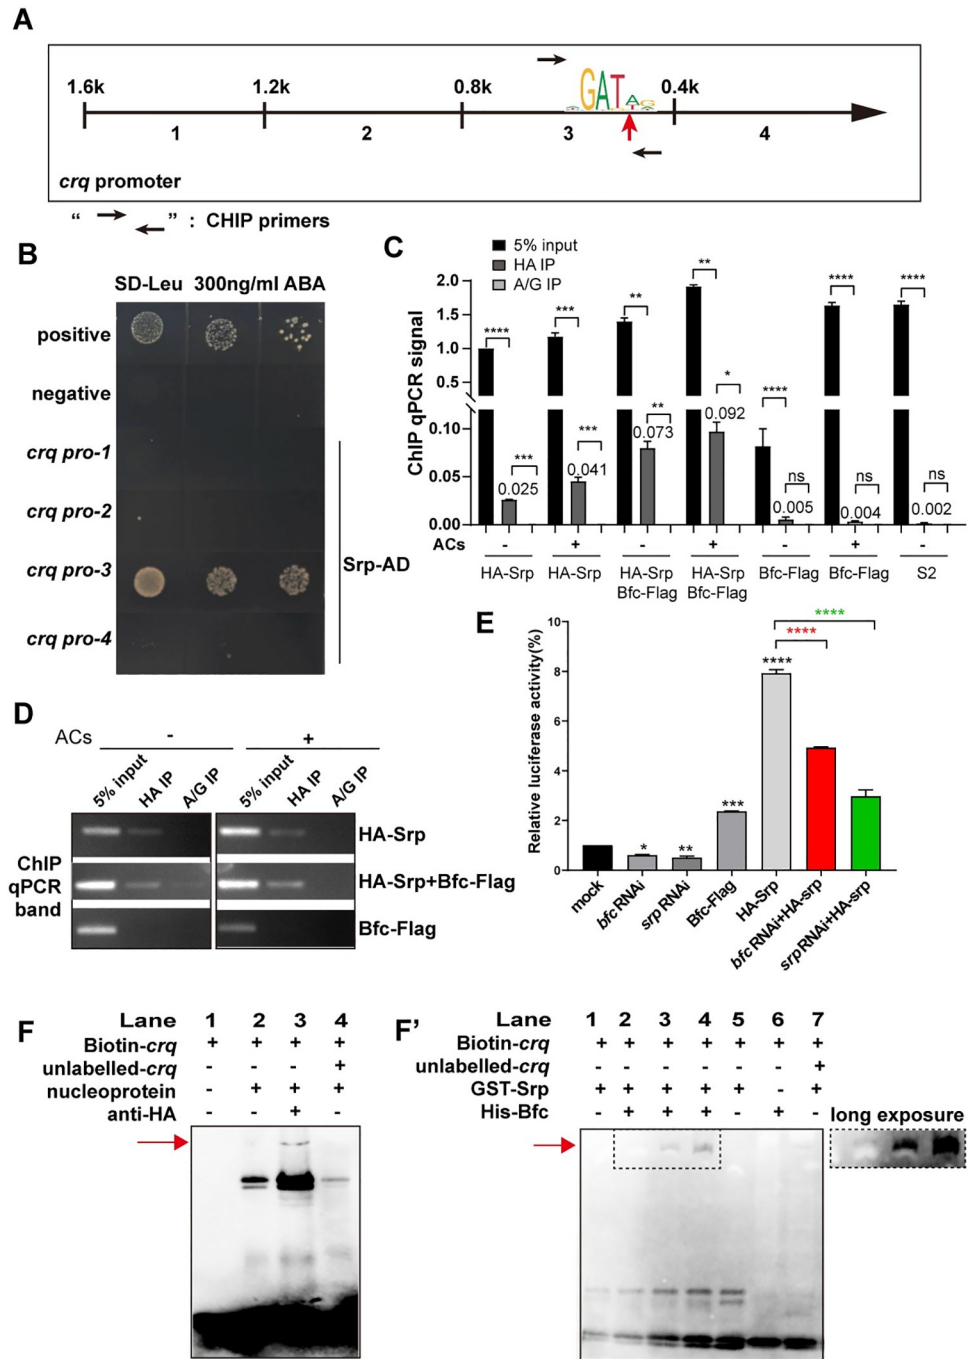 A
1.6k 1.2k 0.8k GATAG 0.4k
1 2 3 4
crq promoter
“ ” : CHIP primers
B
SD-Leu 300ng/ml ABA
positive
negative
crq pro-1
crq pro-2
crq pro-3
crq pro-4
Srp-AD
C
5% input
HA IP
A/G IP
ChIP qPCR signal
2.0
1.5
1.0
0.5
0.10
0.05
0.00
**** *** ** ** **** **** ****
*** *** ** * ns ns ns
0.025 0.041 0.073 0.092 0.005 0.004 0.002
ACs - + - + - + -
HA-Srp HA-Srp HA-Srp HA-Srp Bfc-Flag Bfc-Flag S2
Bfc-Flag Bfc-Flag
D
ACs - +
5% input HA IP A/G IP 5% input HA IP A/G IP
ChIP
qPCR
band
HA-Srp
HA-Srp+Bfc-Flag
Bfc-Flag
E
Relative luciferase activity(%)
10
8
6
4
2
0
* ** *** **** **** ****
mock bfc RNAi srp RNAi Bfc-Flag HA-Srp bfc RNAi+HA-srp srp RNAi+HA-srp
F
Lane 1 2 3 4
Biotin-crq + + + +
unlabelled-crq - - - +
nucleoprotein - + + +
anti-HA - - + -
F'
Lane 1 2 3 4 5 6 7
Biotin-crq + + + + + + +
unlabelled-crq - - - - - - +
GST-Srp + + + + + - +
His-Bfc - + + + - + -
long exposure